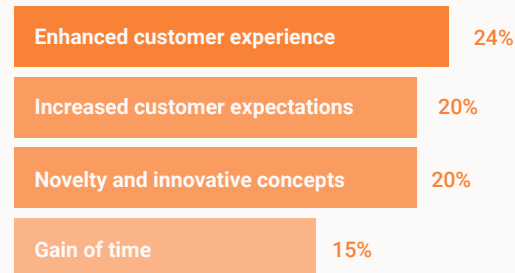 Enhanced customer experience 24%
Increased customer expectations 20%
Novelty and innovative concepts 20%
Gain of time 15%